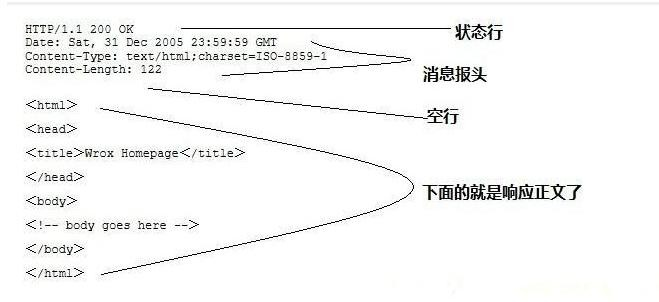 HTTP/1.1 200 OK
状态行
Date: Sat, 31 Dec 2005 23:59:59 GMT
Content-Type: text/html;charset=ISO-8859-1
Content-Length: 122
消息报头
空行
<html>
<head>
<title>Wrox Homepage</title>
</head>
<body>
下面的就是响应正文了
<!-- body goes here -->
</body>
</html>